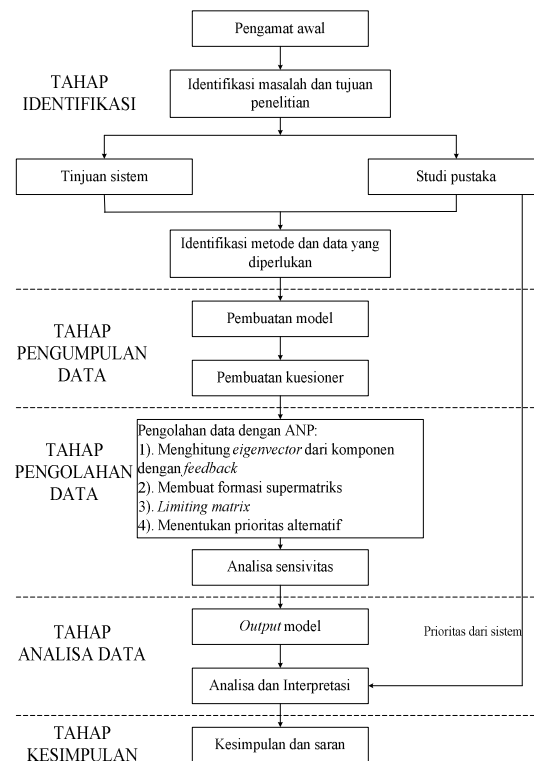 Pengamat awal
TAHAP
IDENTIFIKASI
Identifikasi masalah dan tujuan
penelitian
Tinjuan sistem
Studi pustaka
Identifikasi metode dan data yang
diperlukan
TAHAP
PENGUMPULAN
DATA
Pembuatan model
Pembuatan kuesioner
TAHAP
PENGOLAHAN
DATA
Pengolahan data dengan ANP:
1). Menghitung eigenvector dari komponen
dengan feedback
2). Membuat formasi supermatriks
3). Limiting matrix
4). Menentukan prioritas alternatif
Analisa sensivitas
TAHAP
ANALISA DATA
Output model
Prioritas dari sistem
Analisa dan Interpretasi
TAHAP
KESIMPULAN
Kesimpulan dan saran